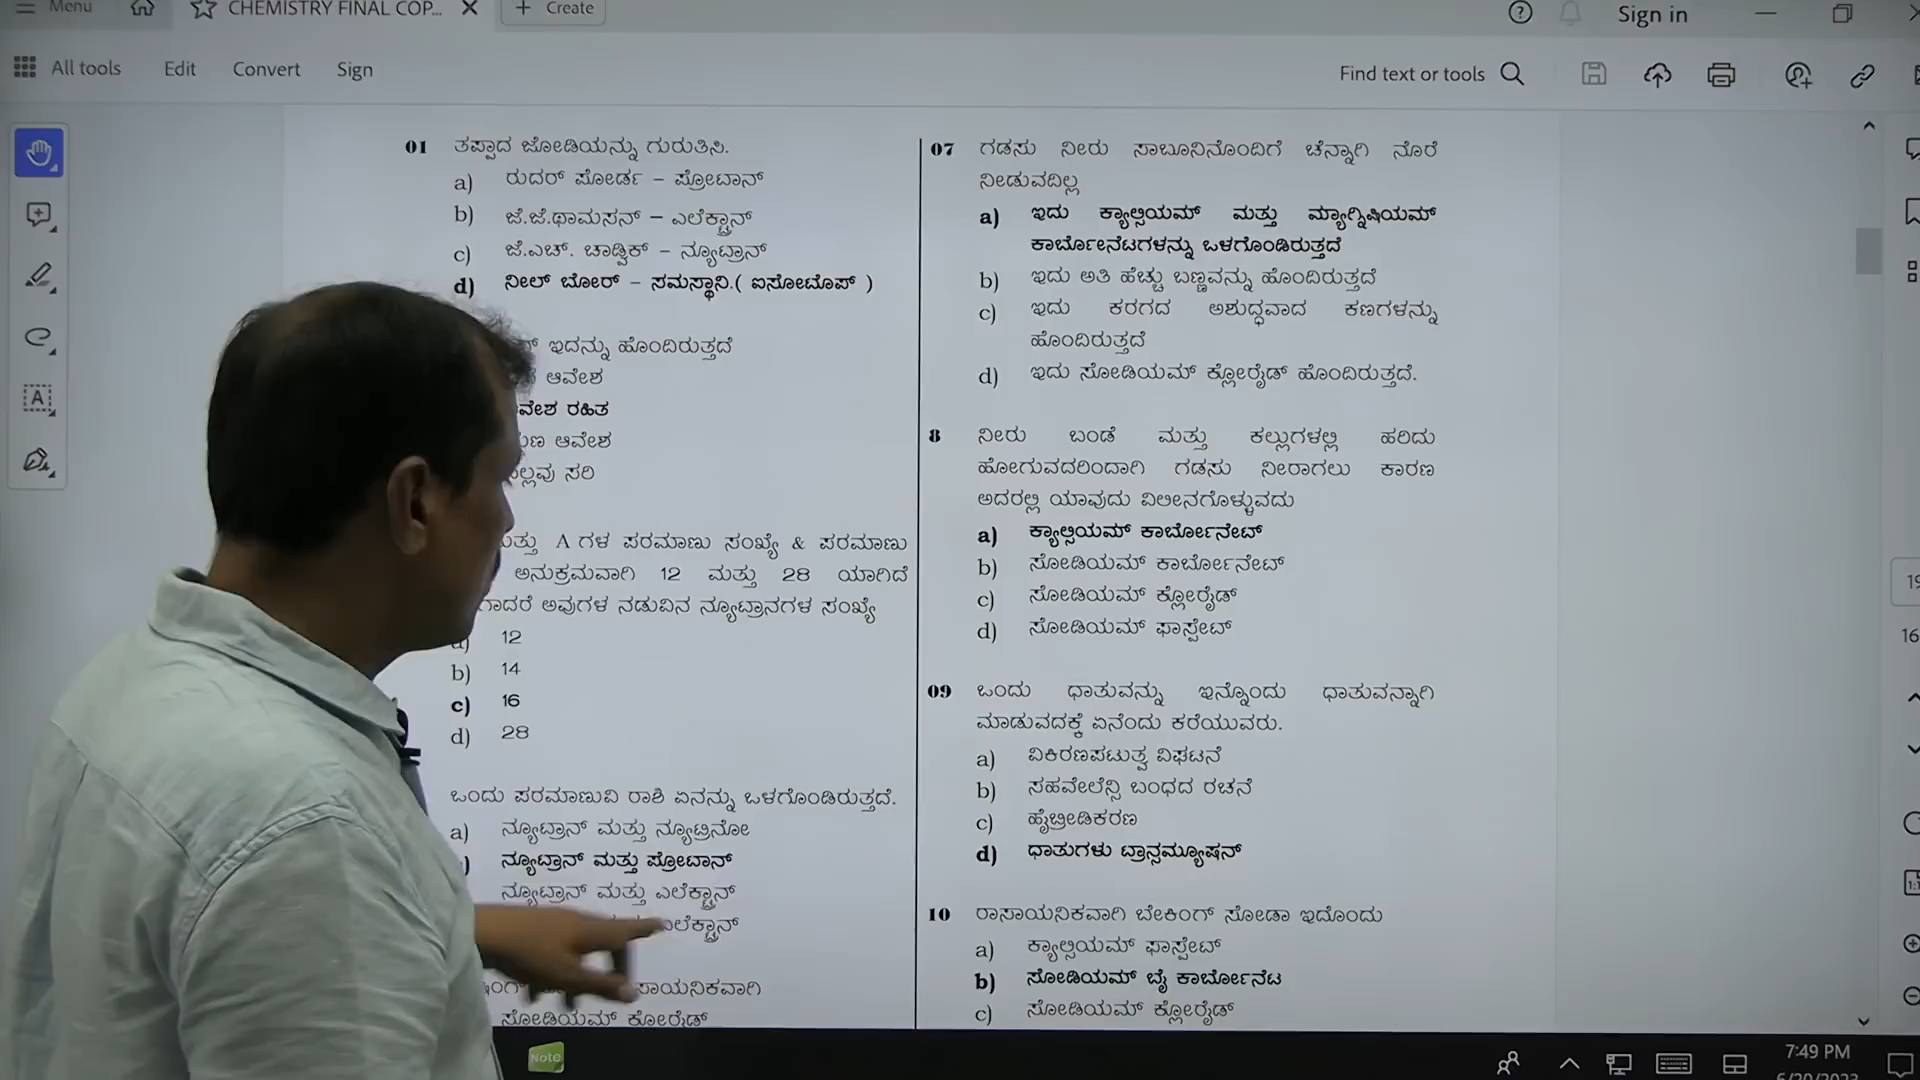 Menu
CHEMISTRY FINAL COP...
Create
Sign in
All tools
Edit
Convert
Sign
Find text or tools
01 ತಪ್ಪಾದ ಜೋಡಿಯನ್ನು ಗುರುತಿಸಿ.
a) ರುದರ್ ಪೋರ್ಡ – ಪ್ರೋಟಾನ್
b) ಜೆ.ಜೆ.ಥಾಮಸನ್ – ಎಲೆಕ್ಟ್ರಾನ್
c) ಜೆ.ಎಚ್. ಚಾಡ್ವಿಕ್ – ನ್ಯೂಟ್ರಾನ್
d) ನೀಲ್ ಬೋರ್ – ಸಮಸ್ಥಾನಿ.( ಐಸೋಟೊಪ್ )
ಇದನ್ನು ಹೊಂದಿರುತ್ತದೆ
ಆವೇಶ
ರಹಿತ
ಆವೇಶ
ಸರಿ
A ಗಳ ಪರಮಾಣು ಸಂಖ್ಯೆ & ಪರಮಾಣು
ಅನುಕ್ರಮವಾಗಿ 12 ಮತ್ತು 28 ಯಾಗಿದೆ
ಅವುಗಳ ನಡುವಿನ ನ್ಯೂಟ್ರಾನಗಳ ಸಂಖ್ಯೆ
12
b) 14
c) 16
d) 28
ಒಂದು ಪರಮಾಣುವಿ ರಾಶಿ ಏನನ್ನು ಒಳಗೊಂಡಿರುತ್ತದೆ.
a) ನ್ಯೂಟ್ರಾನ್ ಮತ್ತು ನ್ಯೂಟ್ರಿನೋ
ನ್ಯೂಟ್ರಾನ್ ಮತ್ತು ಪ್ರೋಟಾನ್
ನ್ಯೂಟ್ರಾನ್ ಮತ್ತು ಎಲೆಕ್ಟ್ರಾನ್
ಎಲೆಕ್ಟ್ರಾನ್
ಸೋಡಿಯಮ್ ಕೋರೈಡ್
07 ಗಡಸು ನೀರು ಸಾಬೂನಿನೊಂದಿಗೆ ಚೆನ್ನಾಗಿ ನೊರೆ
ನೀಡುವದಿಲ್ಲ
a) ಇದು ಕ್ಯಾಲ್ಸಿಯಮ್ ಮತ್ತು ಮ್ಯಾಗ್ನಿಷಿಯಮ್
ಕಾರ್ಬೋನೆಟಗಳನ್ನು ಒಳಗೊಂಡಿರುತ್ತದೆ
b) ಇದು ಅತಿ ಹೆಚ್ಚು ಬಣ್ಣವನ್ನು ಹೊಂದಿರುತ್ತದೆ
c) ಇದು ಕರಗದ ಅಶುದ್ಧವಾದ ಕಣಗಳನ್ನು
ಹೊಂದಿರುತ್ತದೆ
d) ಇದು ಸೋಡಿಯಮ್ ಕ್ಲೋರೈಡ್ ಹೊಂದಿರುತ್ತದೆ.
8 ನೀರು ಬಂಡೆ ಮತ್ತು ಕಲ್ಲುಗಳಲ್ಲಿ ಹರಿದು
ಹೋಗುವದರಿಂದಾಗಿ ಗಡಸು ನೀರಾಗಲು ಕಾರಣ
ಅದರಲ್ಲಿ ಯಾವುದು ವಿಲೀನಗೊಳ್ಳುವದು
a) ಕ್ಯಾಲ್ಸಿಯಮ್ ಕಾರ್ಬೋನೇಟ್
b) ಸೋಡಿಯಮ್ ಕಾರ್ಬೋನೇಟ್
c) ಸೋಡಿಯಮ್ ಕ್ಲೋರೈಡ್
d) ಸೋಡಿಯಮ್ ಫಾಸ್ಪೇಟ್
09 ಒಂದು ಧಾತುವನ್ನು ಇನ್ನೊಂದು ಧಾತುವನ್ನಾಗಿ
ಮಾಡುವದಕ್ಕೆ ಏನೆಂದು ಕರೆಯುವರು.
a) ವಿಕಿರಣಪಟುತ್ವ ವಿಘಟನೆ
b) ಸಹವೇಲೆನ್ಸಿ ಬಂಧದ ರಚನೆ
c) ಹೈಬ್ರೀಡಿಕರಣ
d) ಧಾತುಗಳು ಟ್ರಾನ್ಸಮ್ಯೂಷನ್
10 ರಾಸಾಯನಿಕವಾಗಿ ಬೇಕಿಂಗ್ ಸೋಡಾ ಇದೊಂದು
a) ಕ್ಯಾಲ್ಸಿಯಮ್ ಫಾಸ್ಪೇಟ್
b) ಸೋಡಿಯಮ್ ಬೈ ಕಾರ್ಬೋನೆಟ
c) ಸೋಡಿಯಮ್ ಕ್ಲೋರೈಡ್
Note
7:49 PM